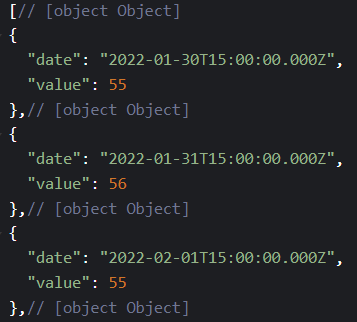 [// [object Object]
{
  "date": "2022-01-30T15:00:00.000Z",
  "value": 55
},// [object Object]
{
  "date": "2022-01-31T15:00:00.000Z",
  "value": 56
},// [object Object]
{
  "date": "2022-02-01T15:00:00.000Z",
  "value": 55
},// [object Object]